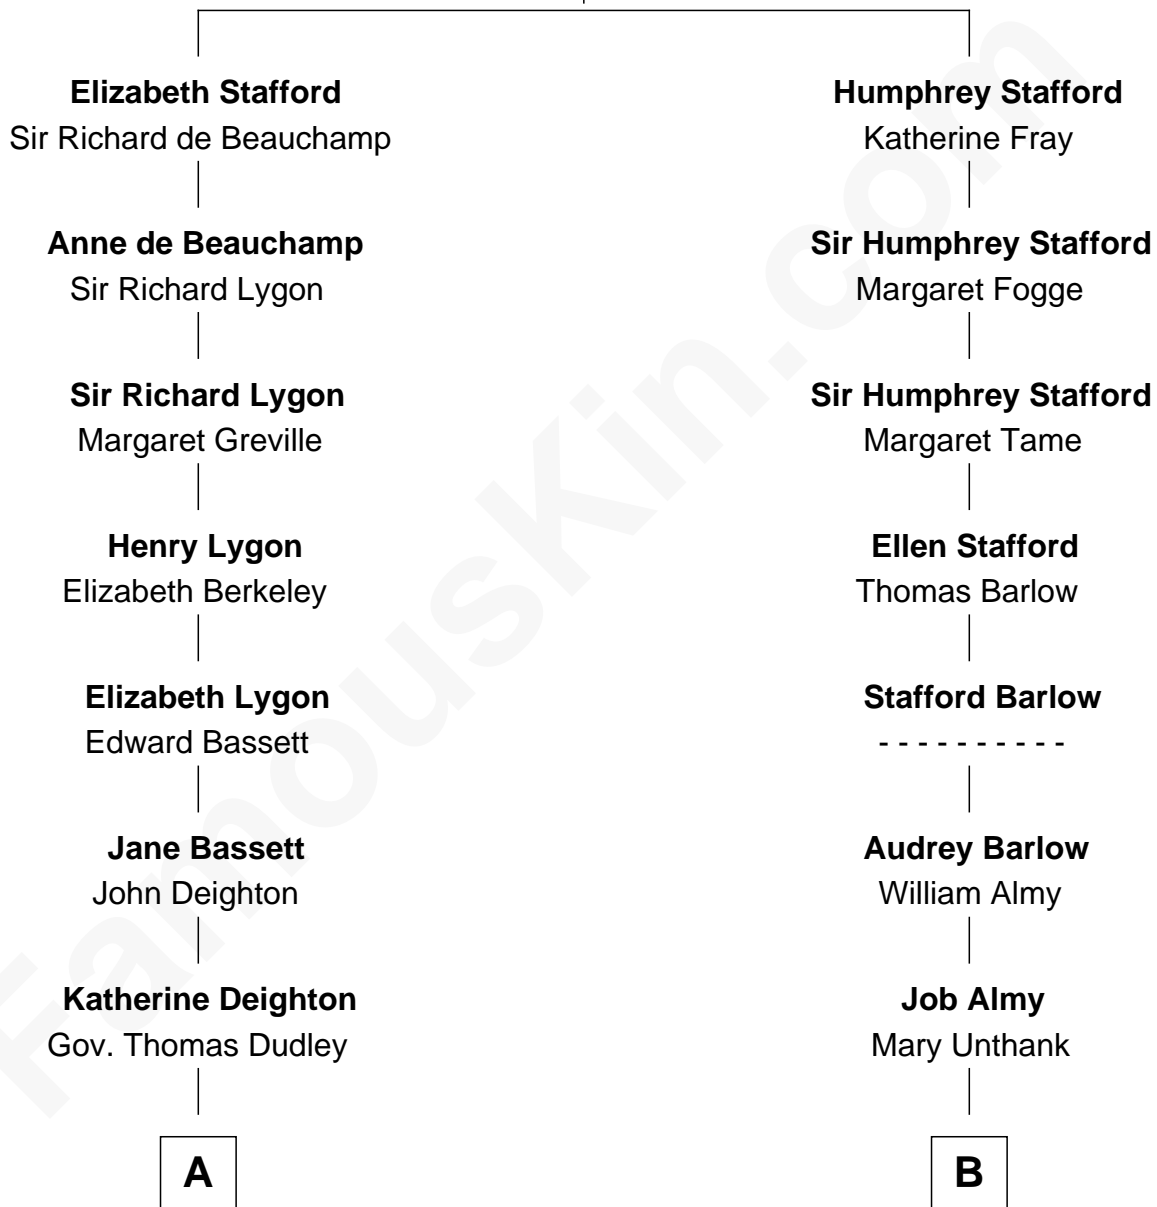 Elizabeth Stafford
Sir Richard de Beauchamp
Humphrey Stafford
Katherine Fray
Anne de Beauchamp
Sir Richard Lygon
Sir Humphrey Stafford
Margaret Fogge
Sir Richard Lygon
Margaret Greville
Sir Humphrey Stafford
Margaret Tame
Henry Lygon
Elizabeth Berkeley
Ellen Stafford
Thomas Barlow
Elizabeth Lygon
Edward Bassett
Stafford Barlow
- - - - - - - - - -
Jane Bassett
John Deighton
Audrey Barlow
William Almy
Katherine Deighton
Gov. Thomas Dudley
Job Almy
Mary Unthank
A
B
FamousKin.com